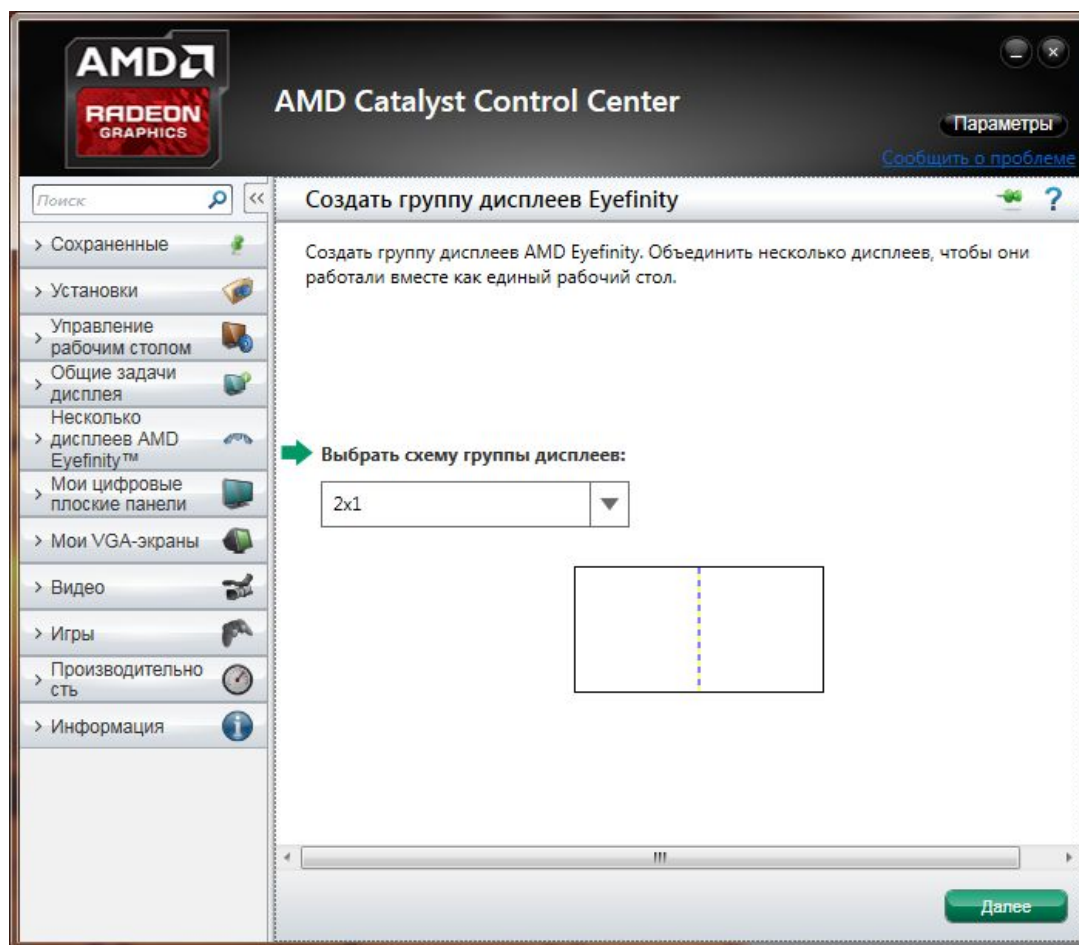 AMD
RADEON
GRAPHICS
AMD Catalyst Control Center
Параметры
Сообщить о проблеме
Поиск
<<
Создать группу дисплеев Eyefinity
?
Создать группу дисплеев AMD Eyefinity. Объединить несколько дисплеев, чтобы они
работали вместе как единый рабочий стол.
Сохраненные
Установки
Управление
рабочим столом
Общие задачи
дисплея
Несколько
дисплеев AMD
Eyefinity™
Мои цифровые
плоские панели
Мои VGA-экраны
Видео
Игры
Производительно
сть
Информация
Выбрать схему группы дисплеев:
2x1
Далее